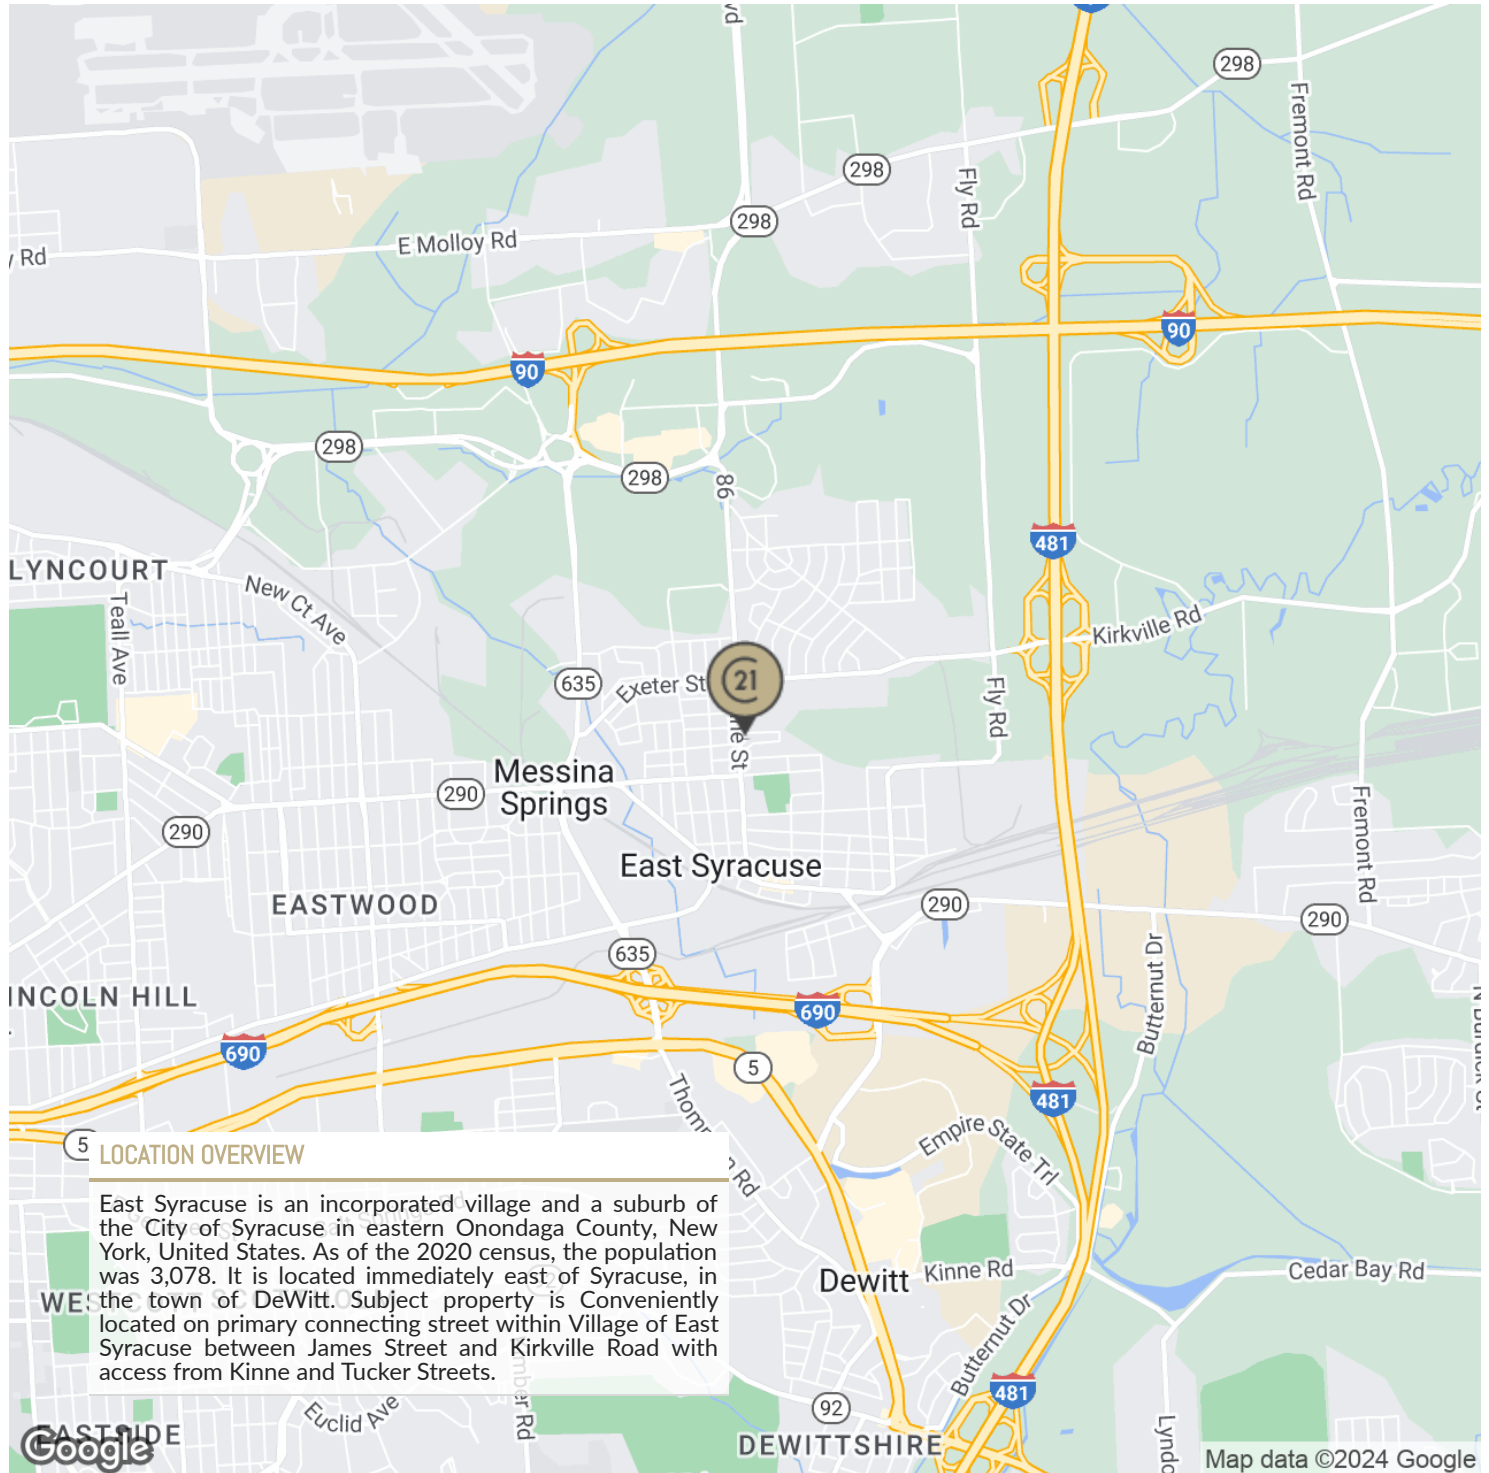 298
Fremont Rd
298
Fly Rd
298
E Molloy Rd
Rd
90
90
298
298
86
481
LYNCOURT
New Ct Ave
Teall Ave
Kirkville Rd
635
Exeter St
21
Fly Rd
St
Messina
Springs
290
290
Fremont Rd
East Syracuse
EASTWOOD
290
290
635
Butternut Dr
690
690
5
481
Empire State Trl
5
Rd
LOCATION OVERVIEW
East Syracuse is an incorporated village and a suburb of
the City of Syracuse in eastern Onondaga County, New
York, United States. As of the 2020 census, the population
was 3,078. It is located immediately east of Syracuse, in
the town of DeWitt. Subject property is Conveniently
located on primary connecting street within Village of East
Syracuse between James Street and Kirkville Road with
access from Kinne and Tucker Streets.
Dewitt
Kinne Rd
Cedar Bay Rd
Butternut Dr
481
92
Euclid Ave
Rd
EASTSIDE
Google
DEWITTSHIRE
Map data ©2024 Google